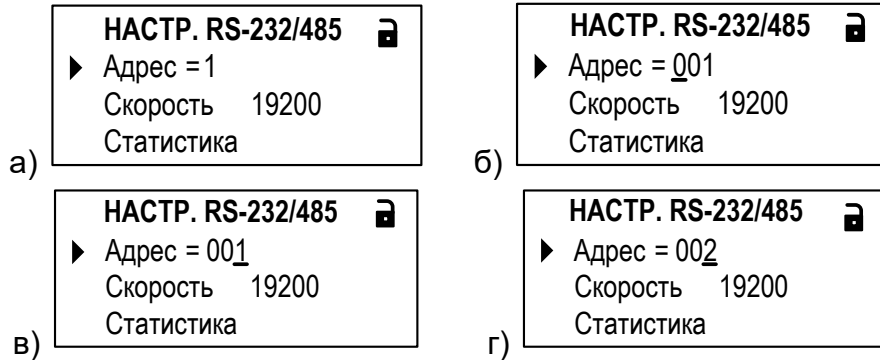 НАСТР. RS-232/485
Адрес =1
Скорость 19200
Статистика
а)
НАСТР. RS-232/485
Адрес = 001
Скорость 19200
Статистика
б)
НАСТР. RS-232/485
Адрес = 001
Скорость 19200
Статистика
в)
НАСТР. RS-232/485
Адрес = 002
Скорость 19200
Статистика
г)